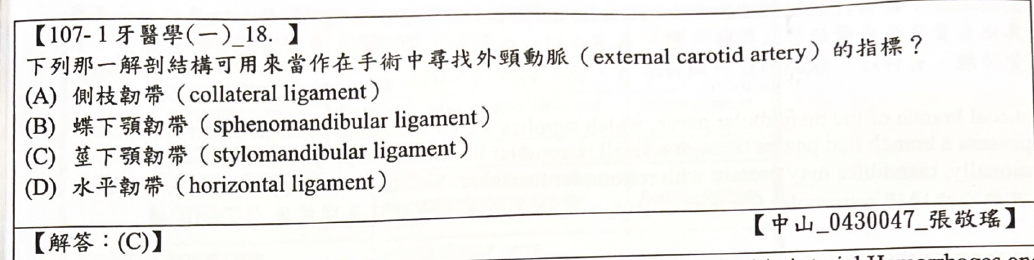 【107-1 牙醫學(一)_18. 】
下列那一解剖結構可用來當作在手術中尋找外頸動脈（external carotid artery）的指標？
(A) 側枝韌帶（collateral ligament）
(B) 蝶下顎韌帶（sphenomandibular ligament）
(C) 莖下顎韌帶（stylomandibular ligament）
(D) 水平韌帶（horizontal ligament）
【解答：(C)】
【中山_0430047_張敬瑤】